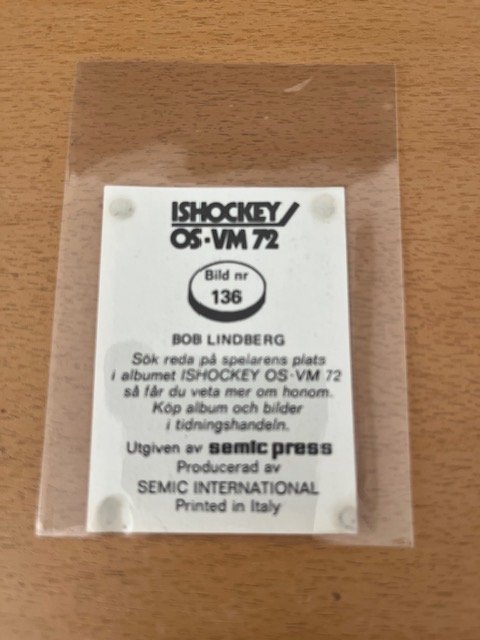 ISHOCKEY/
OS·VM 72
Bild nr
136
BOB LINDBERG
Sök reda på spelarens plats
i albumet ISHOCKEY OS·VM 72
så får du veta mer om honom.
Köp album och bilder
i tidningshandeln.
Utgiven av semic press
Producerad av
SEMIC INTERNATIONAL
Printed in Italy